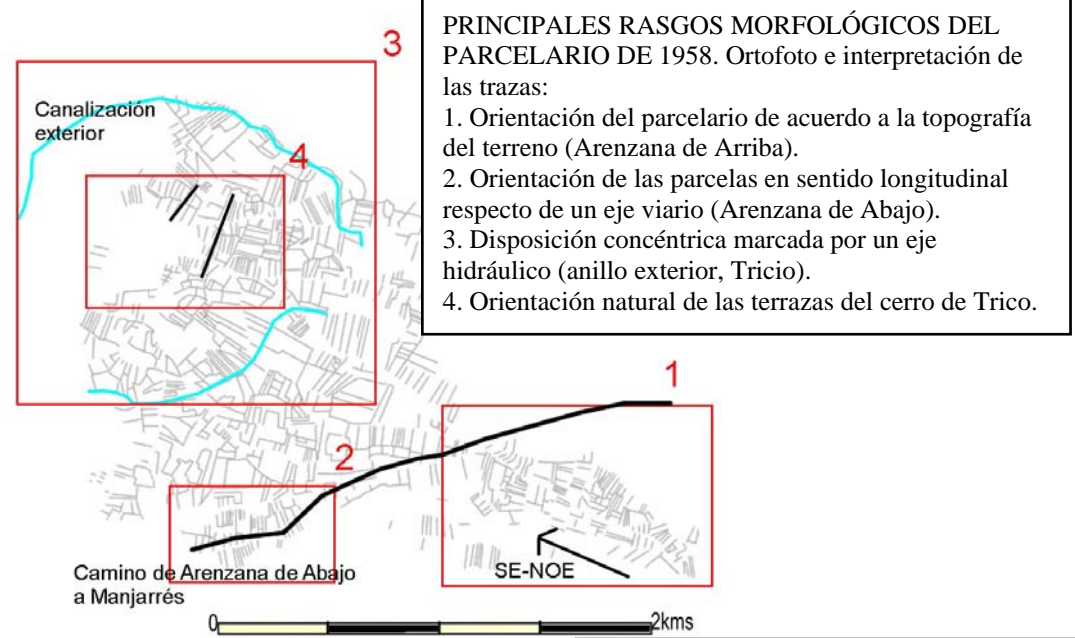 PRINCIPALES RASGOS MORFOLÓGICOS DEL
PARCELARIO DE 1958. Ortofoto e interpretación de
las trazas:
1. Orientación del parcelario de acuerdo a la topografía
del terreno (Arenzana de Arriba).
2. Orientación de las parcelas en sentido longitudinal
respecto de un eje viario (Arenzana de Abajo).
3. Disposición concéntrica marcada por un eje
hidráulico (anillo exterior, Tricio).
4. Orientación natural de las terrazas del cerro de Trico.
3
Canalización
exterior
4
1
2
SE-NOE
Camino de Arenzana de Abajo
a Manjarrés
0
2kms